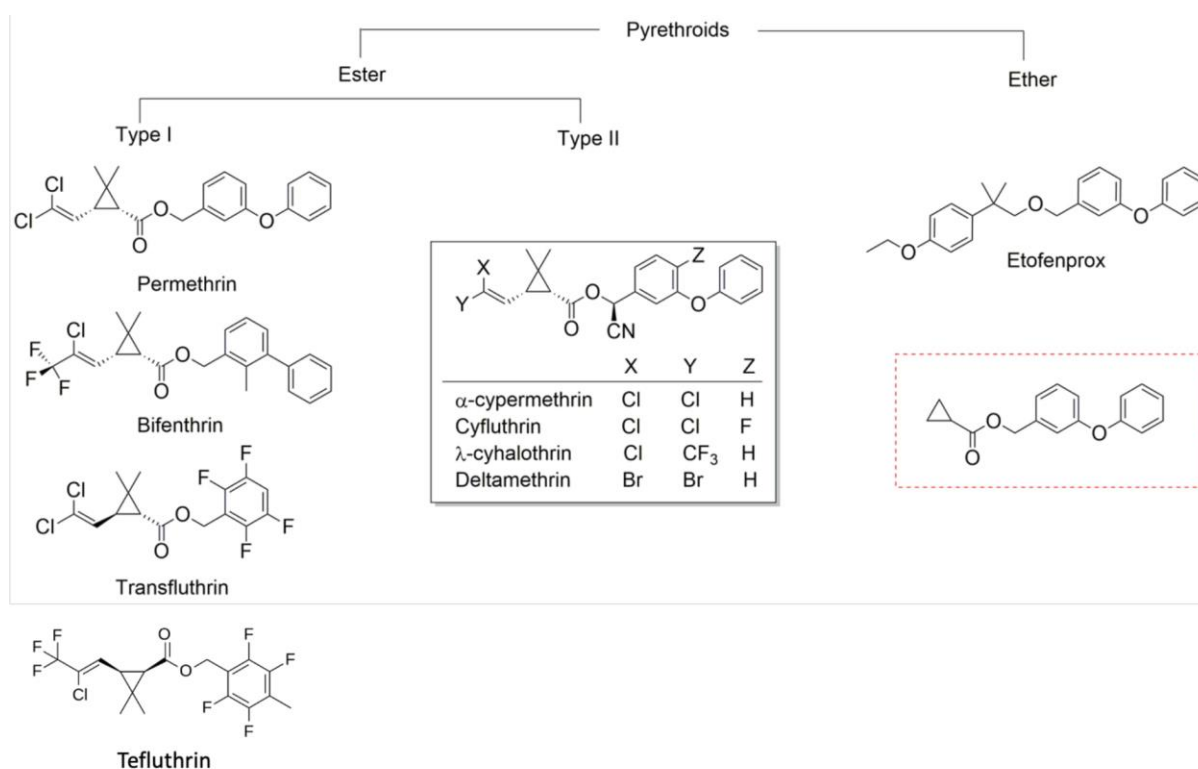 Pyrethroids
Ester
Ether
Type I
Type II
Cl
Cl
O
O
O
Permethrin
Cl
F
F
F
O
O
Bifenthrin
Cl
Cl
O
O
F
F
F
F
Transfluthrin
F
F
F
Cl
O
O
F
F
F
F
Tefluthrin
X
Y
O
O
CN
Z
O
X Y Z
α-cypermethrin Cl Cl H
Cyfluthrin Cl Cl F
λ-cyhalothrin Cl CF3 H
Deltamethrin Br Br H
O
O
O
Etofenprox
O
O
O